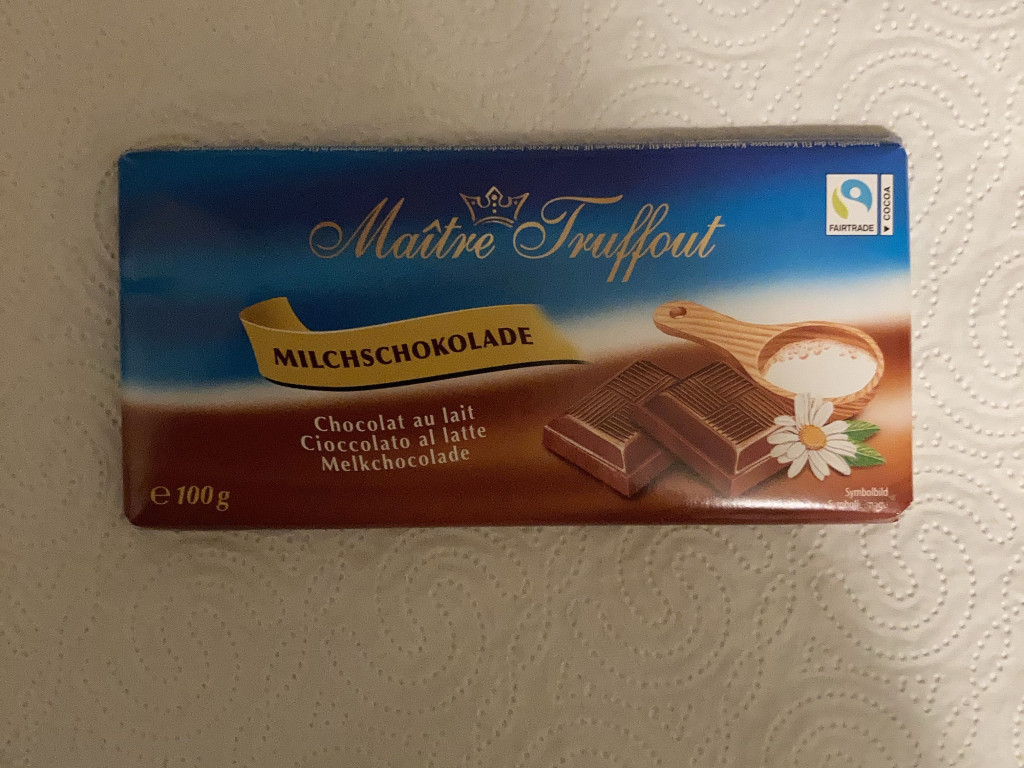 Maître Truffout
FAIRTRADE
▶ COCOA
MILCHSCHOKOLADE
Chocolat au lait
Cioccolato al latte
Melkchocolade
℮ 100 g
Symbolbild